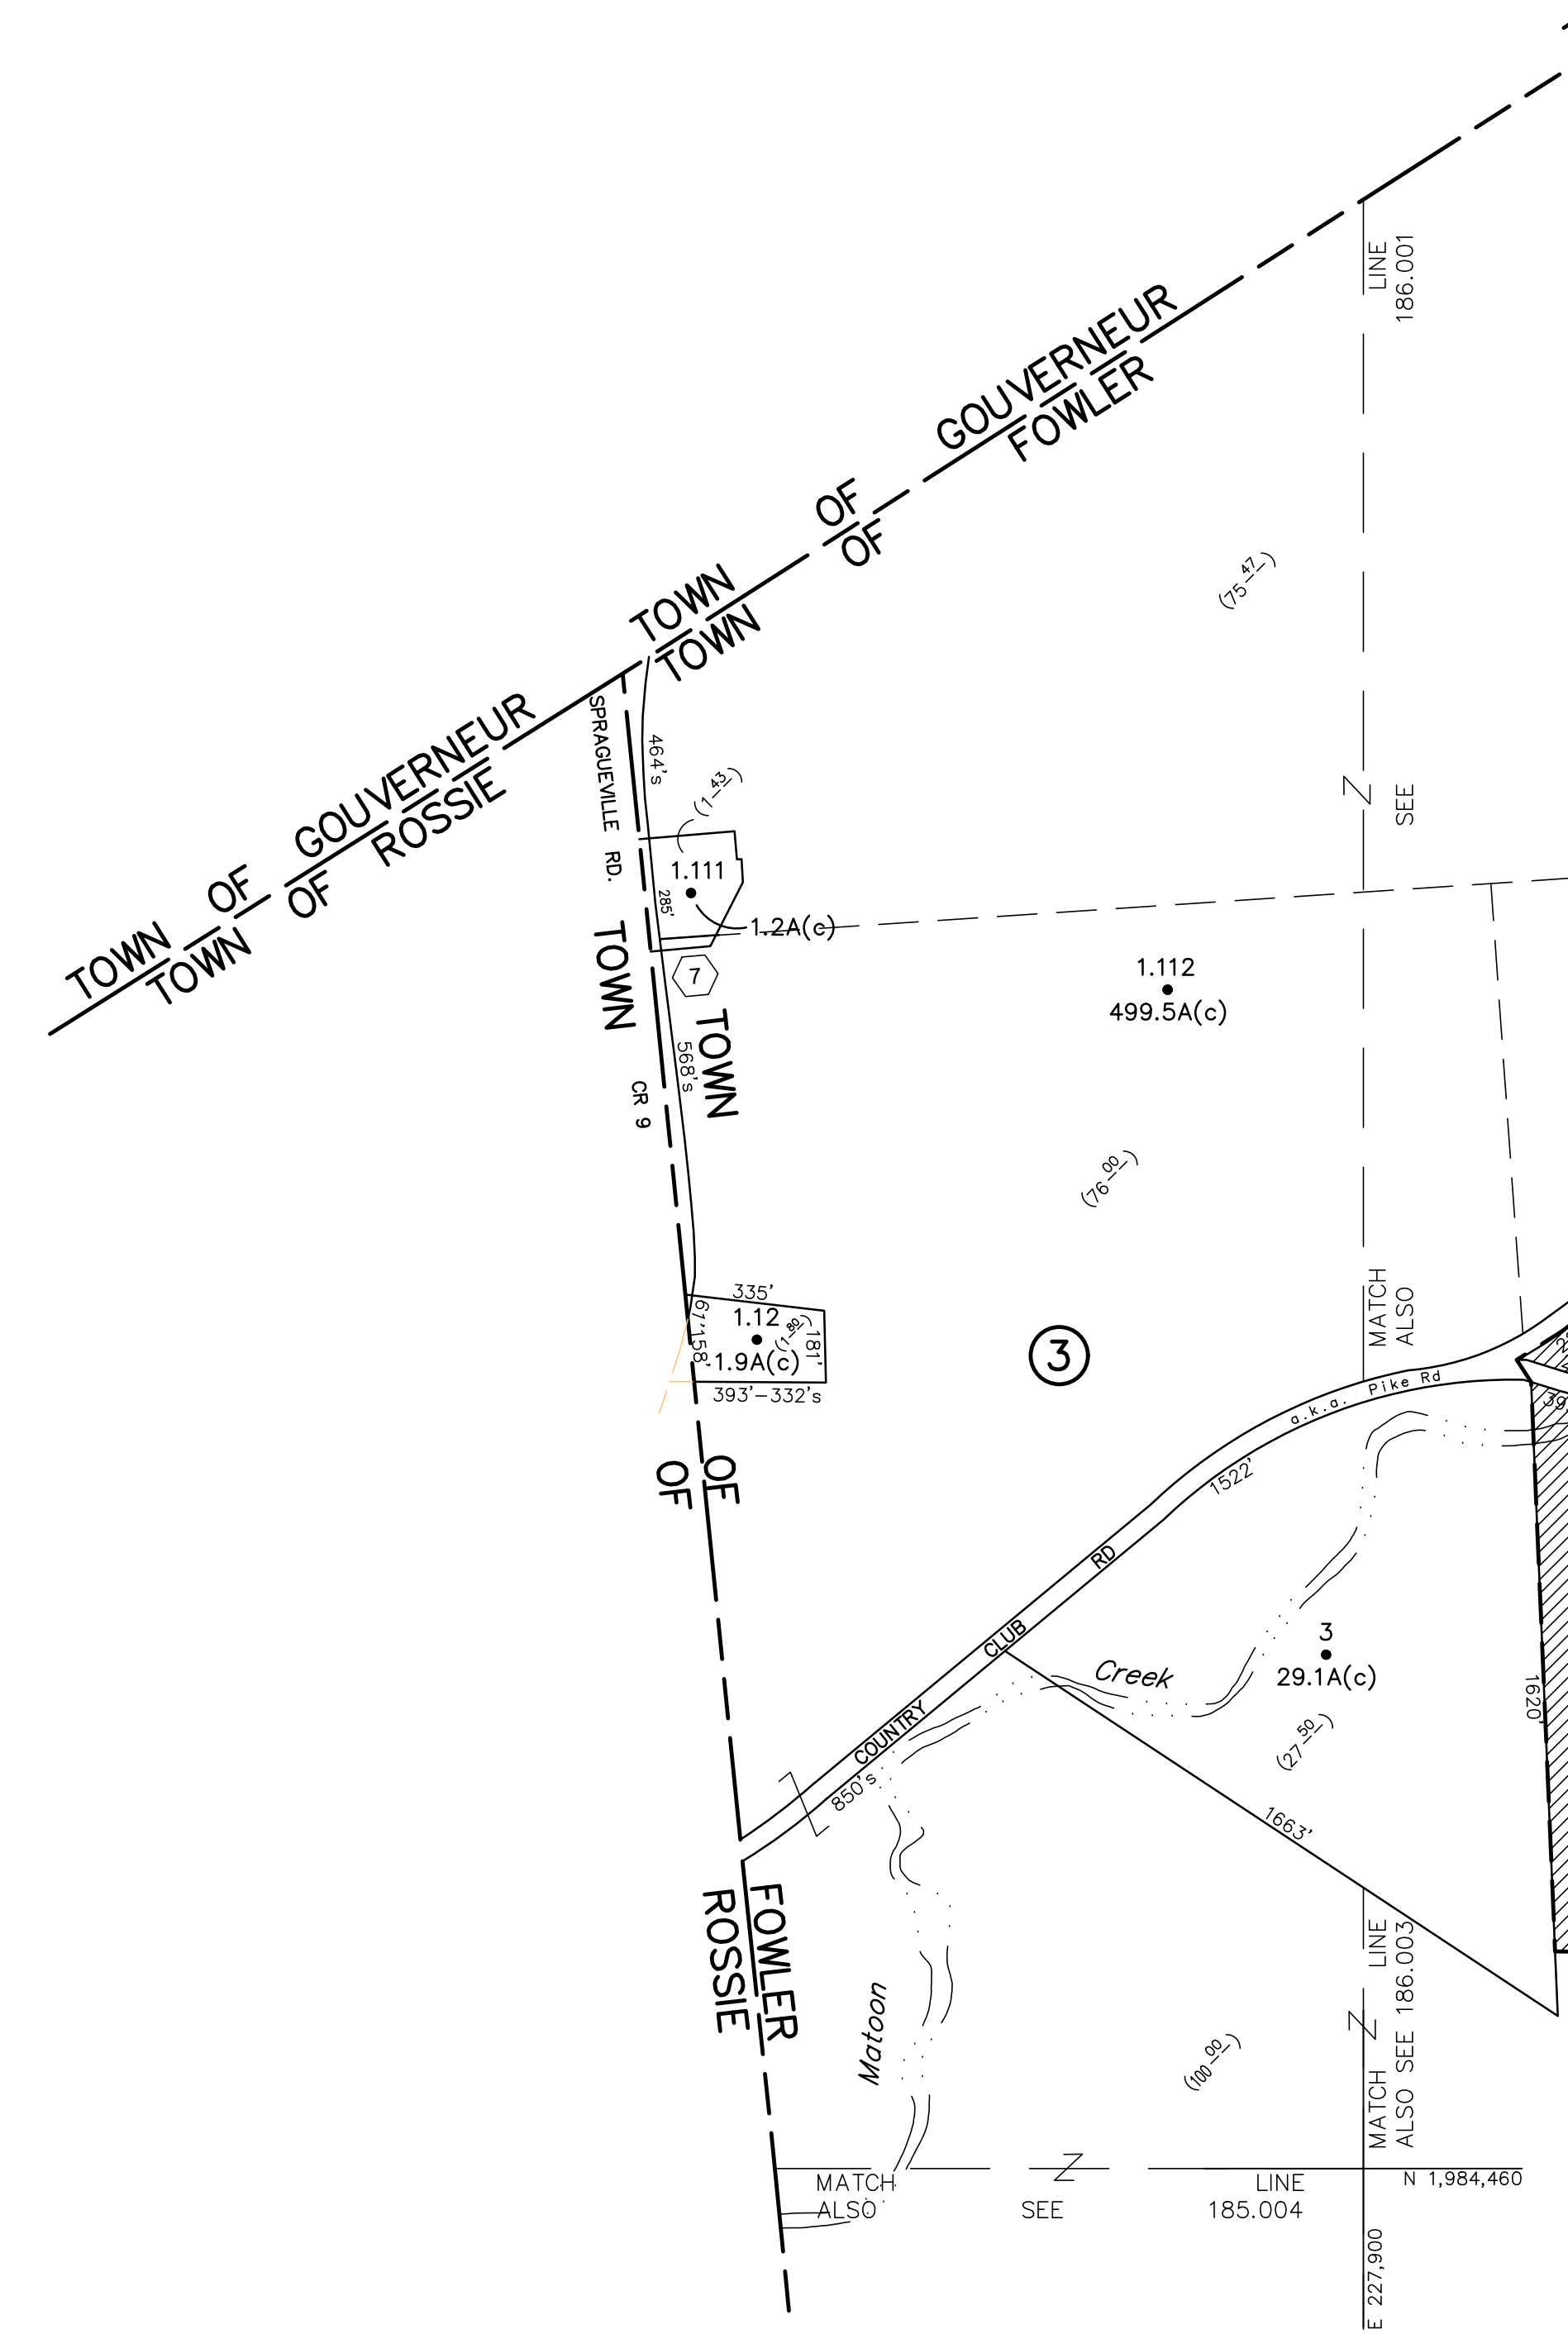 LINE
186.001
TOWN OF GOUVERNEUR
TOWN OF FOWLER
TOWN OF GOUVERNEUR
TOWN OF ROSSIE
(75 47)
SPRAGUEVILLE RD.
464's
(1 43)
SEE
1.111
285'
1.2A(c)
7
TOWN
TOWN
568's
CR 9
1.112
499.5A(c)
(76 00)
MATCH
ALSO
335'
61'
158'
1.12
(1 80)
1.9A(c)
181'
393'-332's
3
a.k.a. Pike Rd
1522'
OF
OF
COUNTRY CLUB RD
850's
Creek
3
29.1A(c)
(27 50)
1620'
1663'
FOWLER
ROSSIE
Matoon
(100 00)
MATCH LINE
ALSO SEE 186.003
MATCH LINE
ALSO SEE 185.004
N 1,984,460
E 227,900